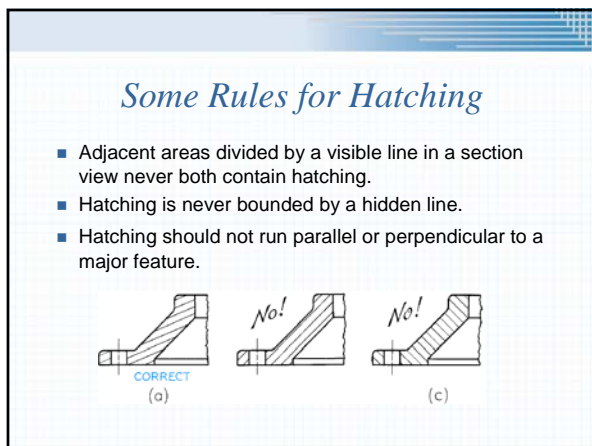 Some Rules for Hatching
Adjacent areas divided by a visible line in a section
view never both contain hatching.
Hatching is never bounded by a hidden line.
Hatching should not run parallel or perpendicular to a
major feature.
No!
No!
CORRECT
(a)
(c)